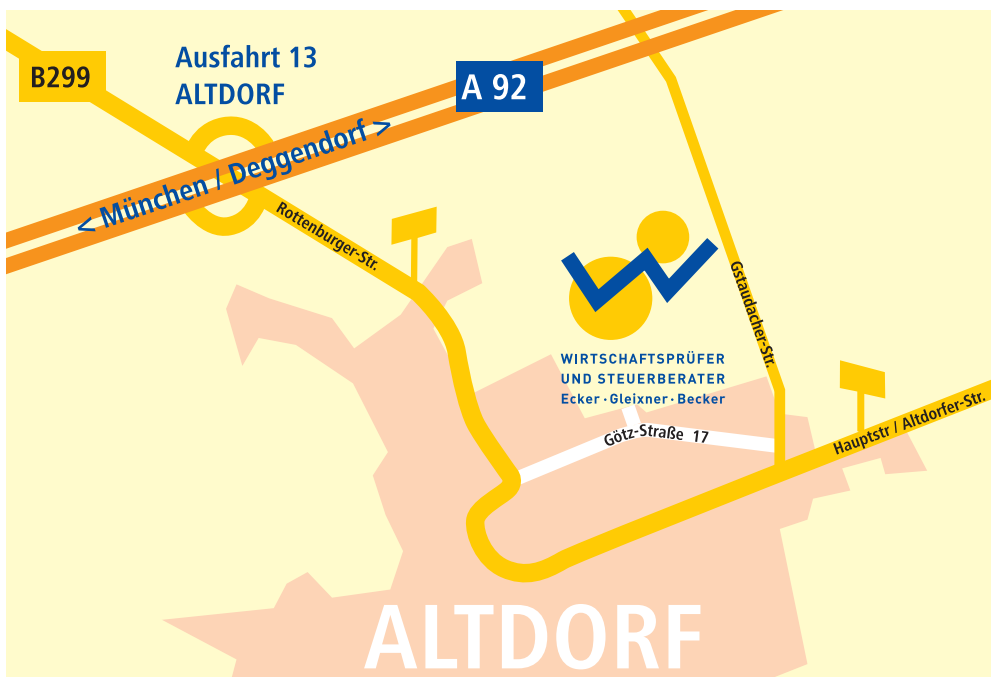 Ausfahrt 13
ALTDORF
B299
A 92
< München / Deggendorf >
Rottenburger-Str.
Gstaudacher-Str.
WIRTSCHAFTSPRÜFER
UND STEUERBERATER
Ecker · Gleixner · Becker
Götz-Straße 17
Hauptstr / Altdorfer-Str.
ALTDORF